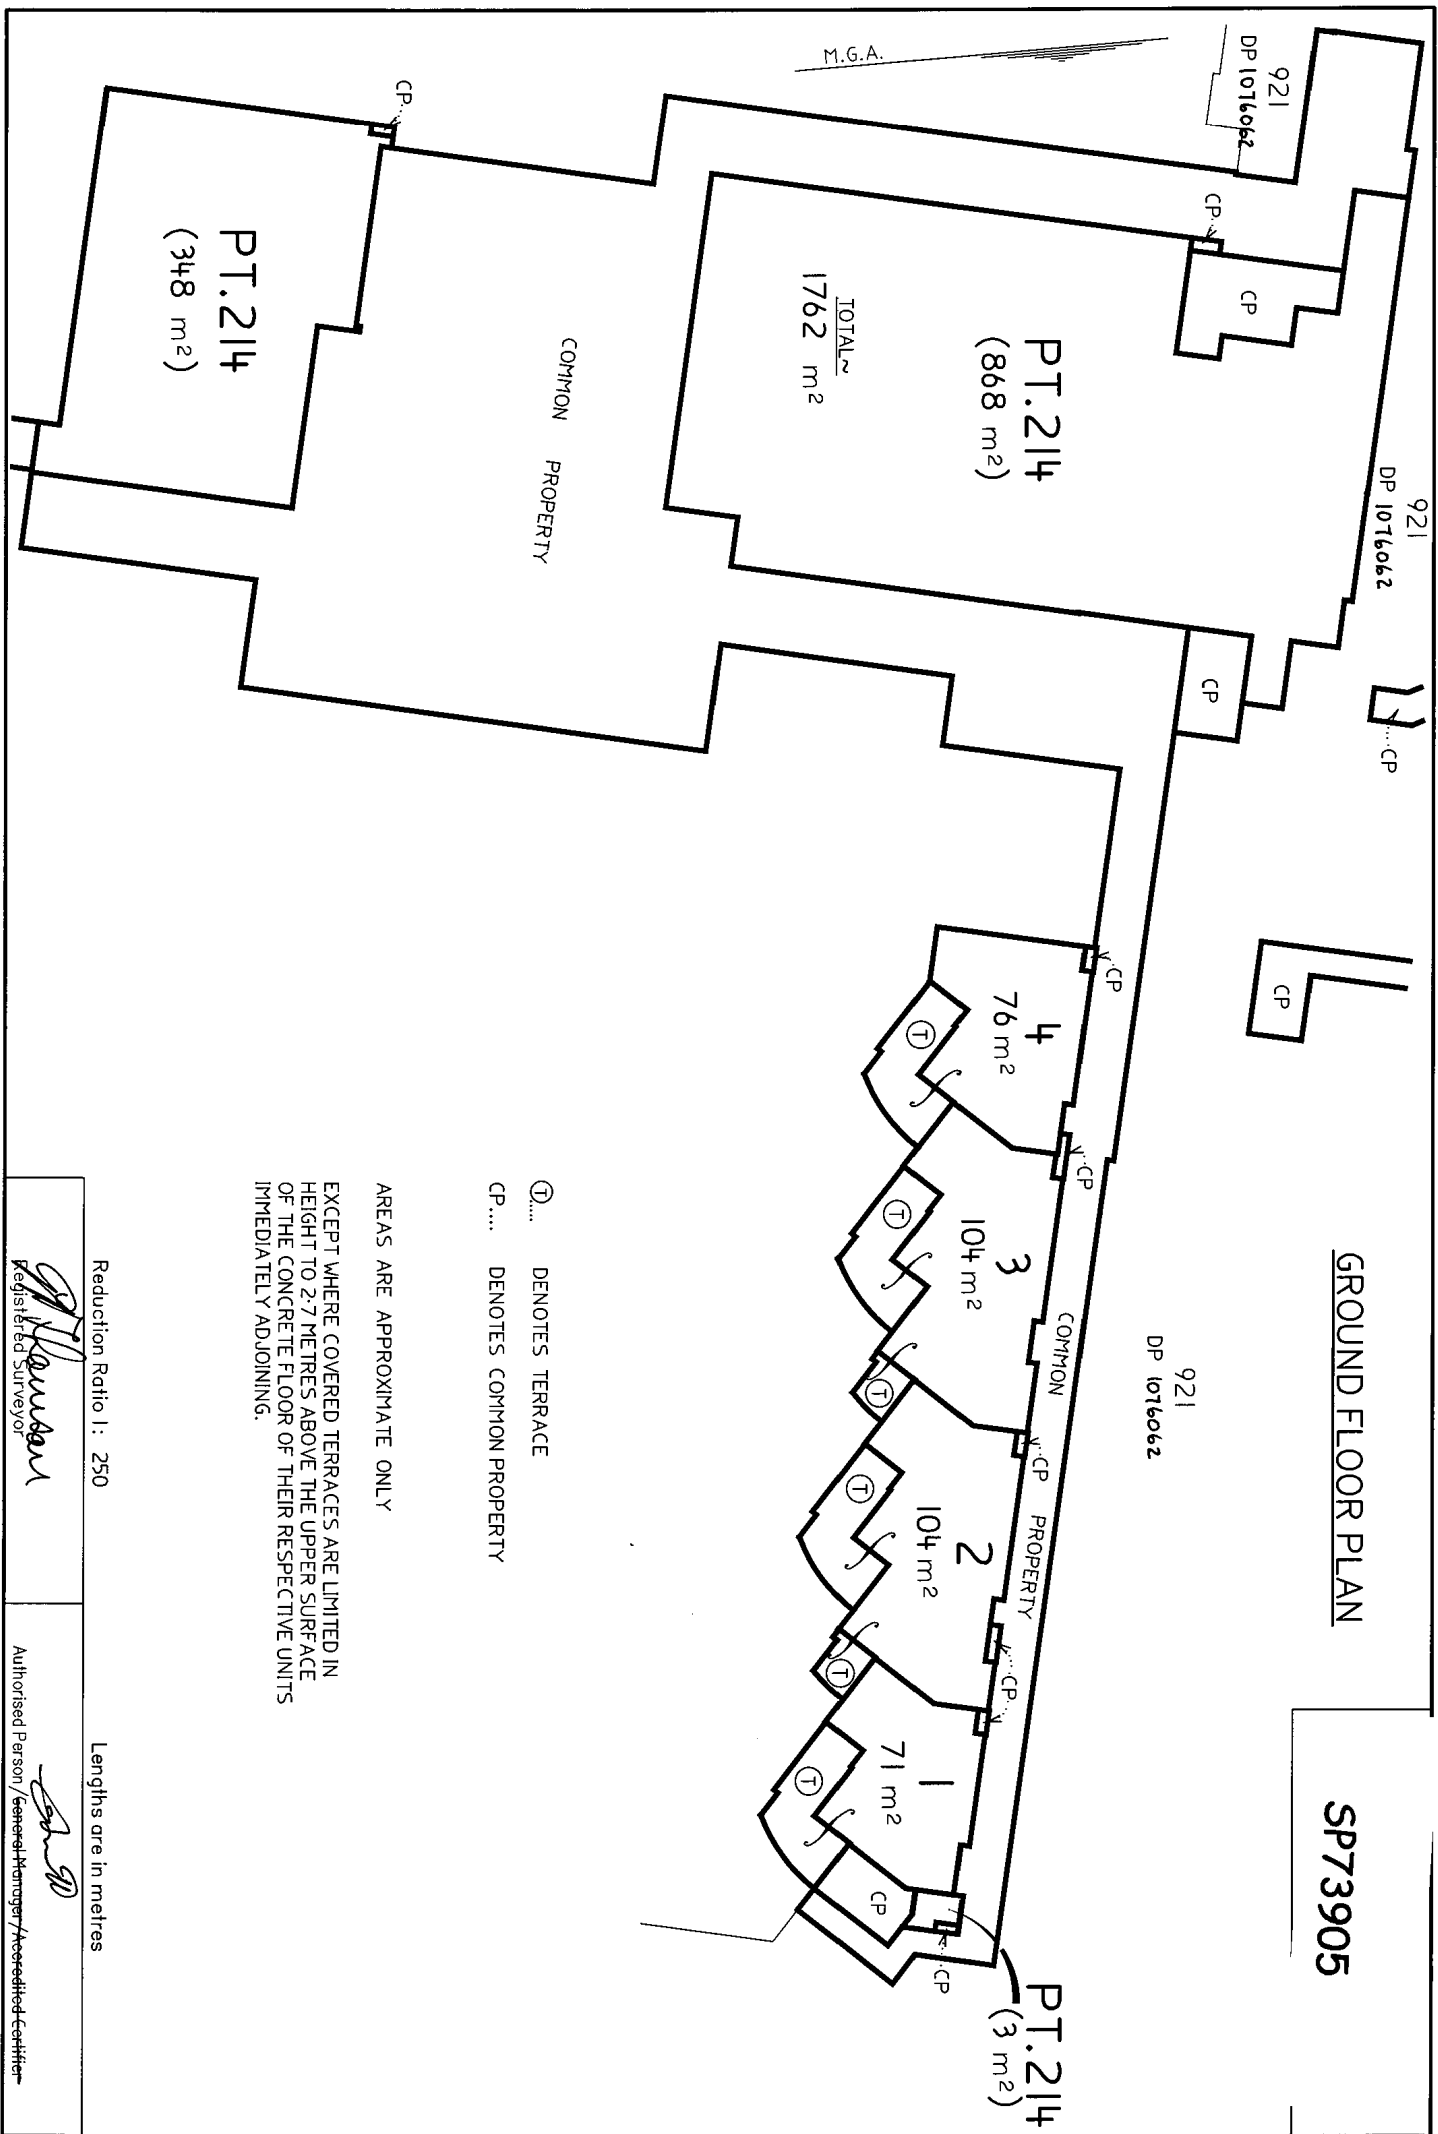 SP73905
GROUND FLOOR PLAN
921
DP 1076062
921
DP 1076062
921
DP 1076062
M.G.A.
CP
CP
CP
CP
CP
CP
PT.214
(868 m²)
TOTAL~
1762 m²
COMMON PROPERTY
PT.214
(348 m²)
CP
4
76 m²
Ⓣ
CP
3
104 m²
Ⓣ
Ⓣ
COMMON PROPERTY
CP
2
104 m²
Ⓣ
Ⓣ
CP
1
71 m²
Ⓣ
CP
CP
PT.214
(3 m²)
Ⓣ.... DENOTES TERRACE
CP.... DENOTES COMMON PROPERTY
AREAS ARE APPROXIMATE ONLY
EXCEPT WHERE COVERED TERRACES ARE LIMITED IN
HEIGHT TO 2·7 METRES ABOVE THE UPPER SURFACE
OF THE CONCRETE FLOOR OF THEIR RESPECTIVE UNITS
IMMEDIATELY ADJOINING.
Reduction Ratio 1: 250
Lengths are in metres
Registered Surveyor
Authorised Person/General Manager/Accredited Certifier